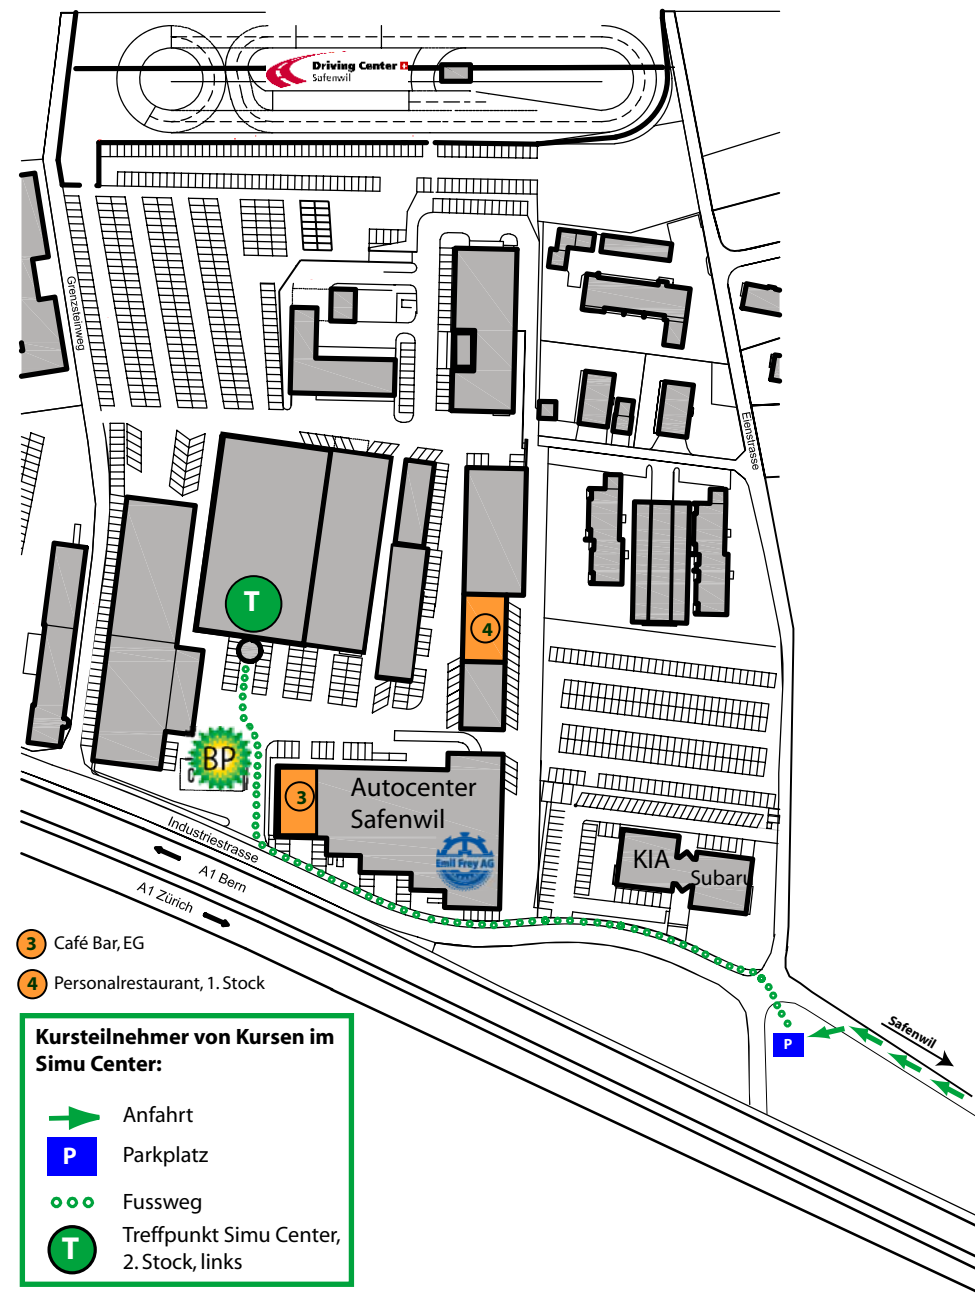 Driving Center
Safenwil
Grenzsteinweg
Eienstrasse
T
4
BP
3
Autocenter
Safenwil
Emil Frey AG
KIA
Subaru
Industriestrasse
A1 Bern
A1 Zürich
3 Café Bar, EG
4 Personalrestaurant, 1. Stock
Safenwil
P
Kursteilnehmer von Kursen im
Simu Center:
Anfahrt
P Parkplatz
Fussweg
T Treffpunkt Simu Center,
2. Stock, links